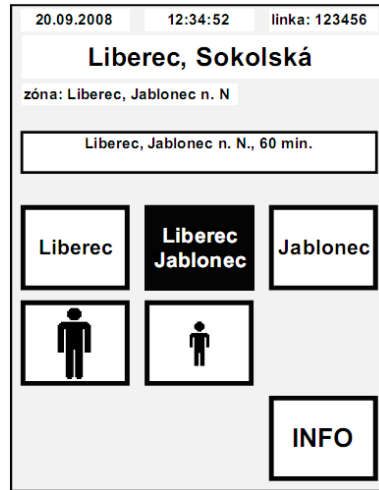 20.09.2008 12:34:52 linka: 123456
Liberec, Sokolská
zóna: Liberec, Jablonec n. N
Liberec, Jablonec n. N., 60 min.
Liberec
Liberec
Jablonec
Jablonec
INFO